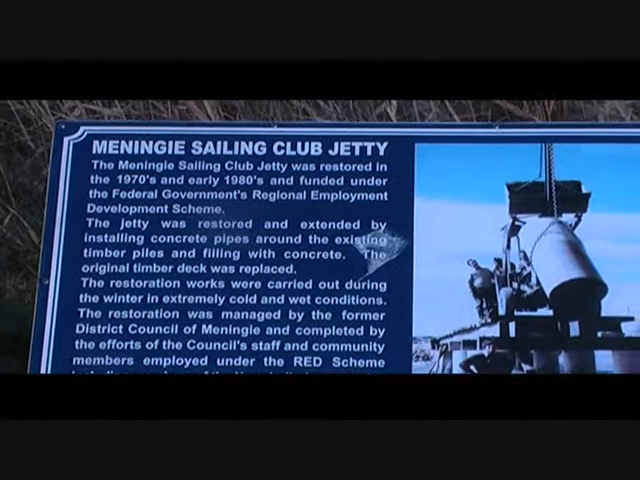 MENINGIE SAILING CLUB JETTY
The Meningie Sailing Club Jetty was restored in
the 1970's and early 1980's and funded under
the Federal Government's Regional Employment
Development Scheme.
The jetty was restored and extended by
installing concrete pipes around the existing
timber piles and filling with concrete. The
original timber deck was replaced.
The restoration works were carried out during
the winter in extremely cold and wet conditions.
The restoration was managed by the former
District Council of Meningie and completed by
the efforts of the Council's staff and community
members employed under the RED Scheme